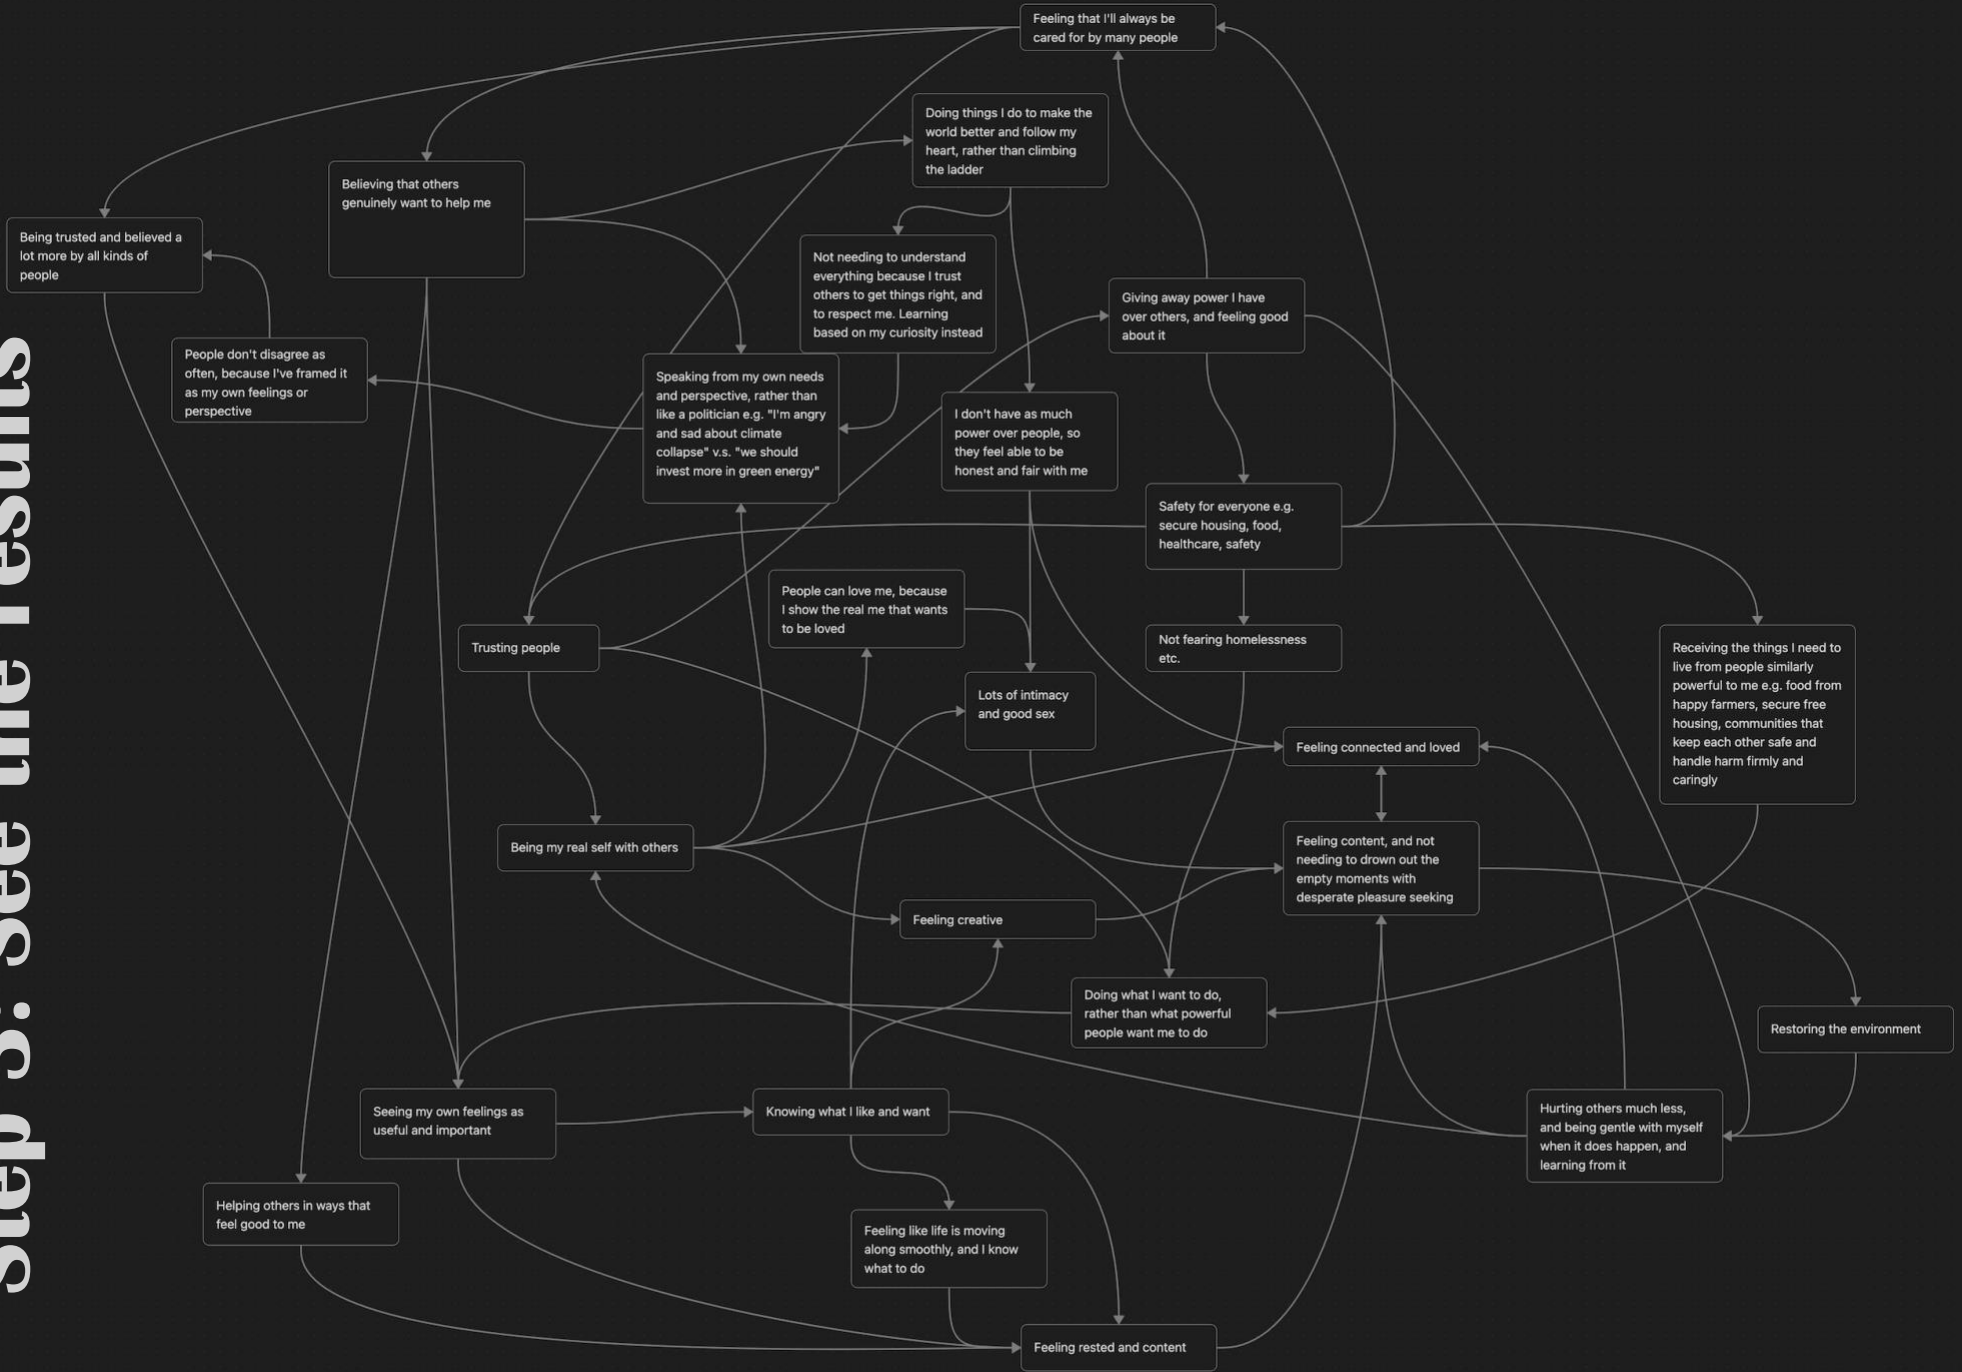 Step 3: See the results
Feeling that I'll always be
cared for by many people
Doing things I do to make the
world better and follow my
heart, rather than climbing
the ladder
Believing that others
genuinely want to help me
Being trusted and believed a
lot more by all kinds of
people
Not needing to understand
everything because I trust
others to get things right, and
to respect me. Learning
based on my curiosity instead
Giving away power I have
over others, and feeling good
about it
People don't disagree as
often, because I've framed it
as my own feelings or
perspective
Speaking from my own needs
and perspective, rather than
like a politician e.g. "I'm angry
and sad about climate
collapse" v.s. "we should
invest more in green energy"
I don't have as much
power over people, so
they feel able to be
honest and fair with me
Safety for everyone e.g.
secure housing, food,
healthcare, safety
People can love me, because
I show the real me that wants
to be loved
Trusting people
Not fearing homelessness
etc.
Receiving the things I need to
live from people similarly
powerful to me e.g. food from
happy farmers, secure free
housing, communities that
keep each other safe and
handle harm firmly and
caringly
Lots of intimacy
and good sex
Feeling connected and loved
Being my real self with others
Feeling content, and not
needing to drown out the
empty moments with
desperate pleasure seeking
Feeling creative
Doing what I want to do,
rather than what powerful
people want me to do
Restoring the environment
Seeing my own feelings as
useful and important
Knowing what I like and want
Hurting others much less,
and being gentle with myself
when it does happen, and
learning from it
Helping others in ways that
feel good to me
Feeling like life is moving
along smoothly, and I know
what to do
Feeling rested and content